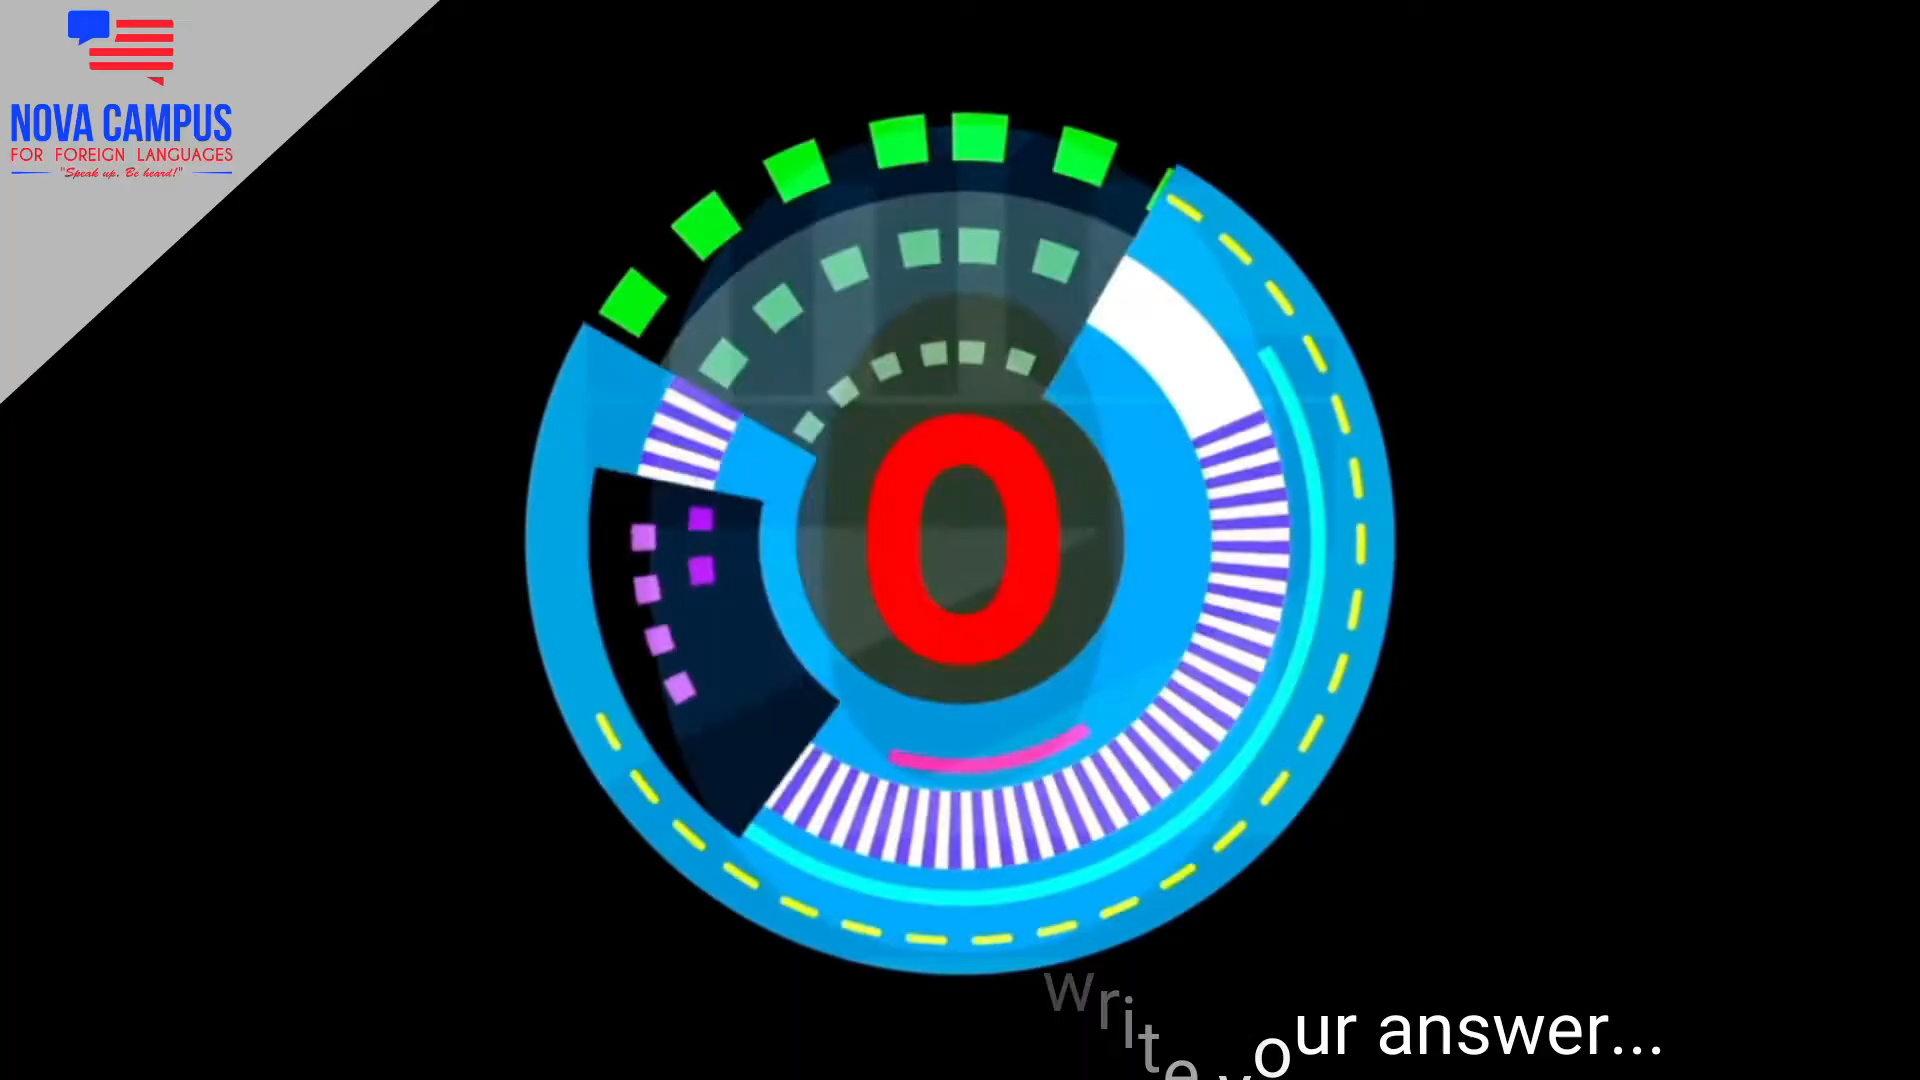 NOVA CAMPUS
FOR FOREIGN LANGUAGES
"Speak up, Be heard!"
0
write your answer...